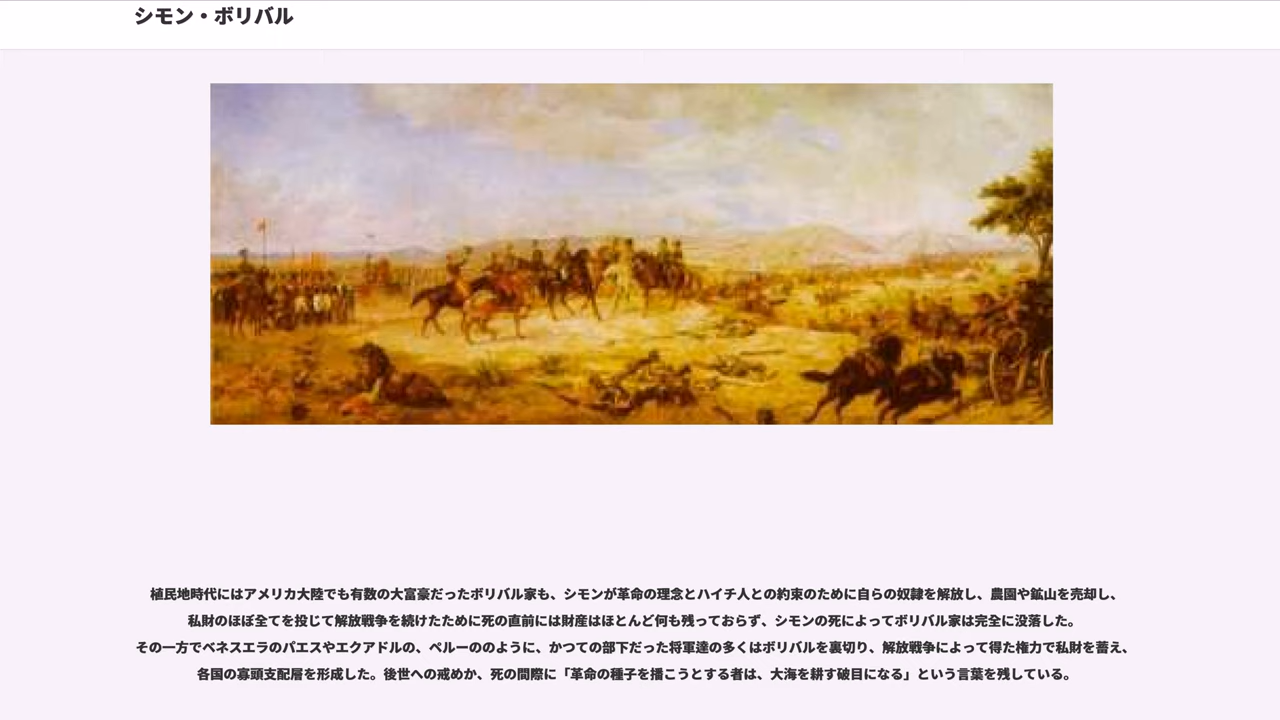 シモン・ボリバル
植民地時代にはアメリカ大陸でも有数の大富豪だったボリバル家も、シモンが革命の理念とハイチ人との約束のために自らの奴隷を解放し、農園や鉱山を売却し、
私財のほぼ全てを投じて解放戦争を続けたために死の直前には財産はほとんど何も残っておらず、シモンの死によってボリバル家は完全に没落した。
その一方でベネスエラのパエスやエクアドルの、ペルーののように、かつての部下だった将軍達の多くはボリバルを裏切り、解放戦争によって得た権力で私財を蓄え、
各国の寡頭支配層を形成した。後世への戒めか、死の間際に「革命の種子を播こうとする者は、大海を耕す破目になる」という言葉を残している。